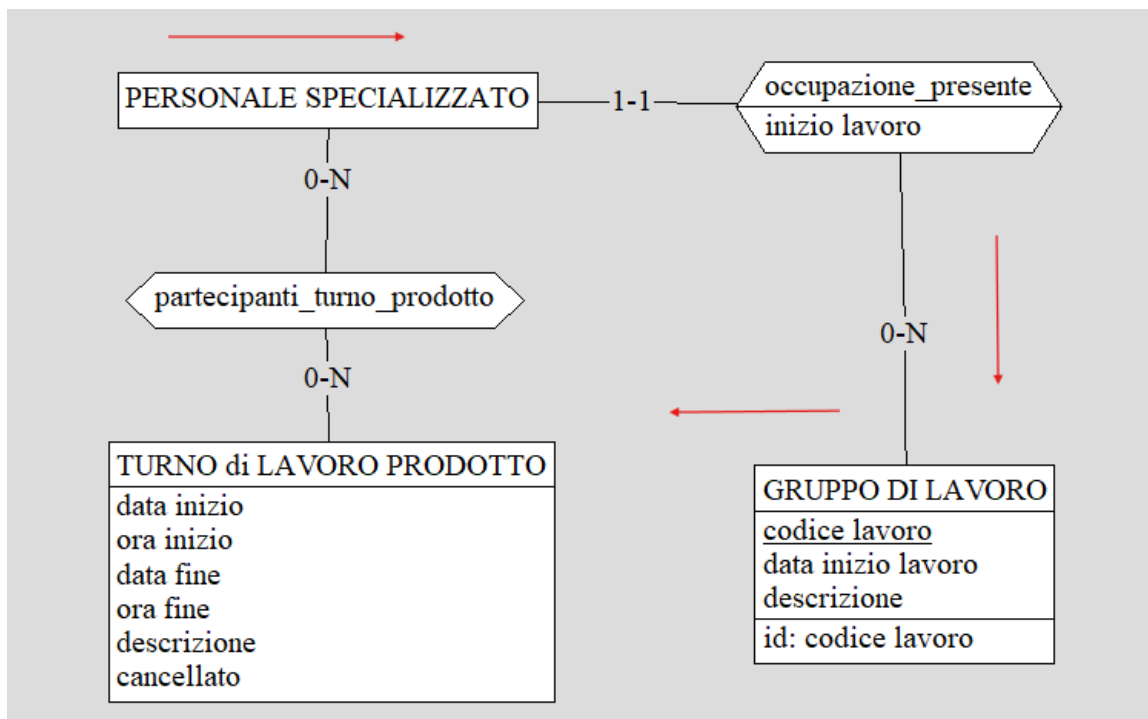 PERSONALE SPECIALIZZATO
1-1
occupazione_presente
inizio lavoro
0-N
partecipanti_turno_prodotto
0-N
0-N
TURNO di LAVORO PRODOTTO
data inizio
ora inizio
data fine
ora fine
descrizione
cancellato
GRUPPO DI LAVORO
codice lavoro
data inizio lavoro
descrizione
id: codice lavoro